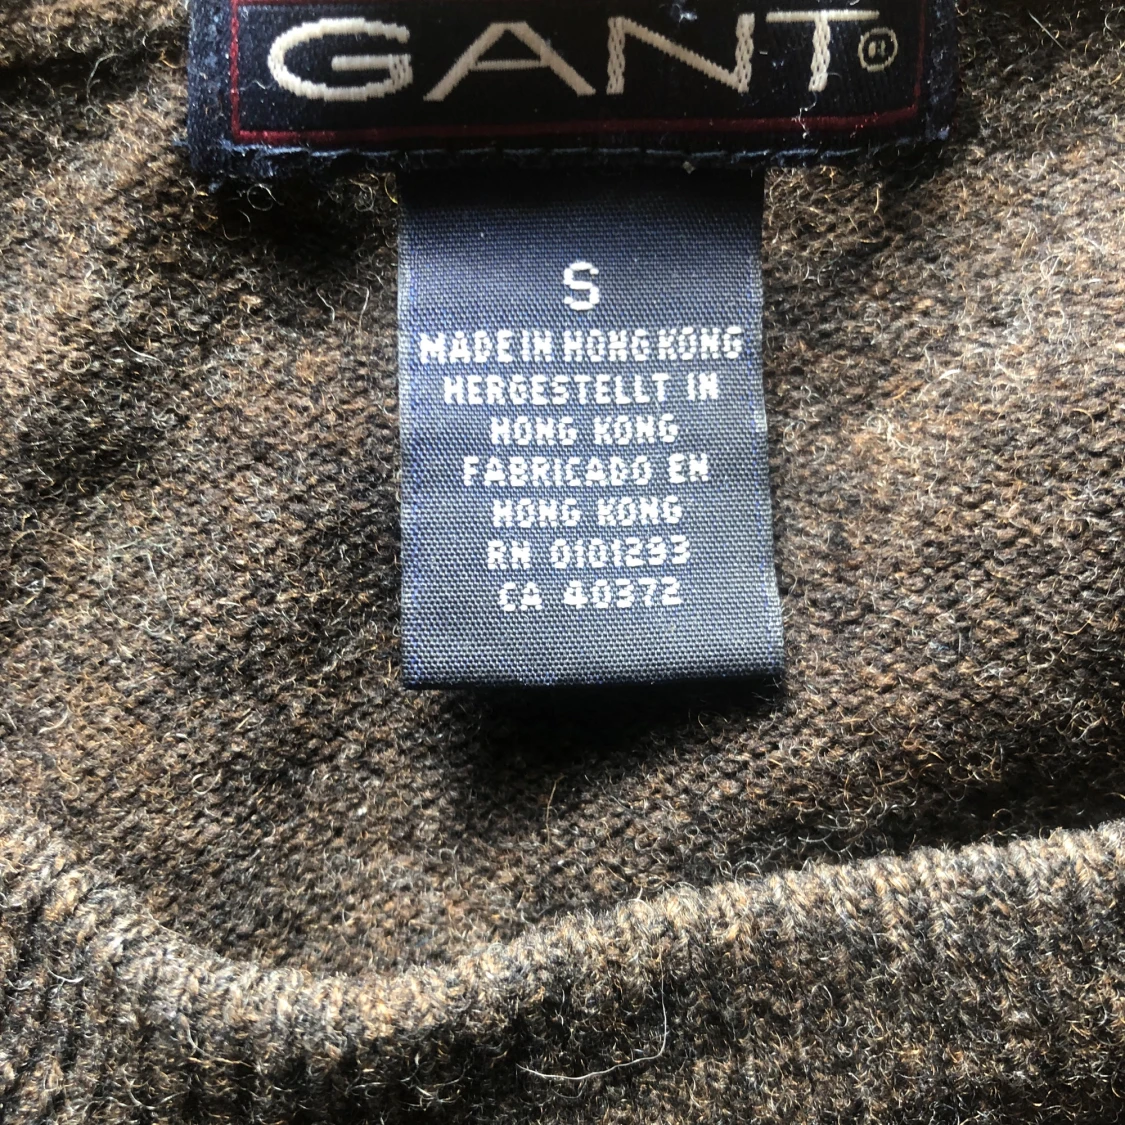 GANT®
S
MADE IN HONG KONG
HERGESTELLT IN
HONG KONG
FABRICADO EN
HONG KONG
RN 0101293
CA 40372